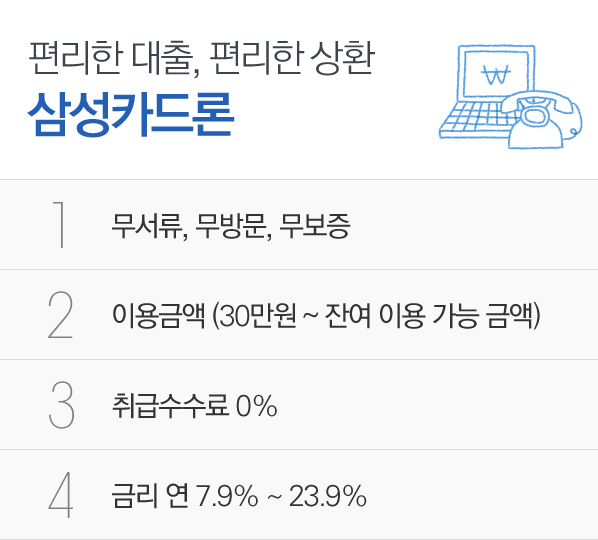 편리한 대출, 편리한 상환
삼성카드론
₩
1 무서류, 무방문, 무보증
2 이용금액 (30만원 ~ 잔여 이용 가능 금액)
3 취급수수료 0%
4 금리 연 7.9% ~ 23.9%